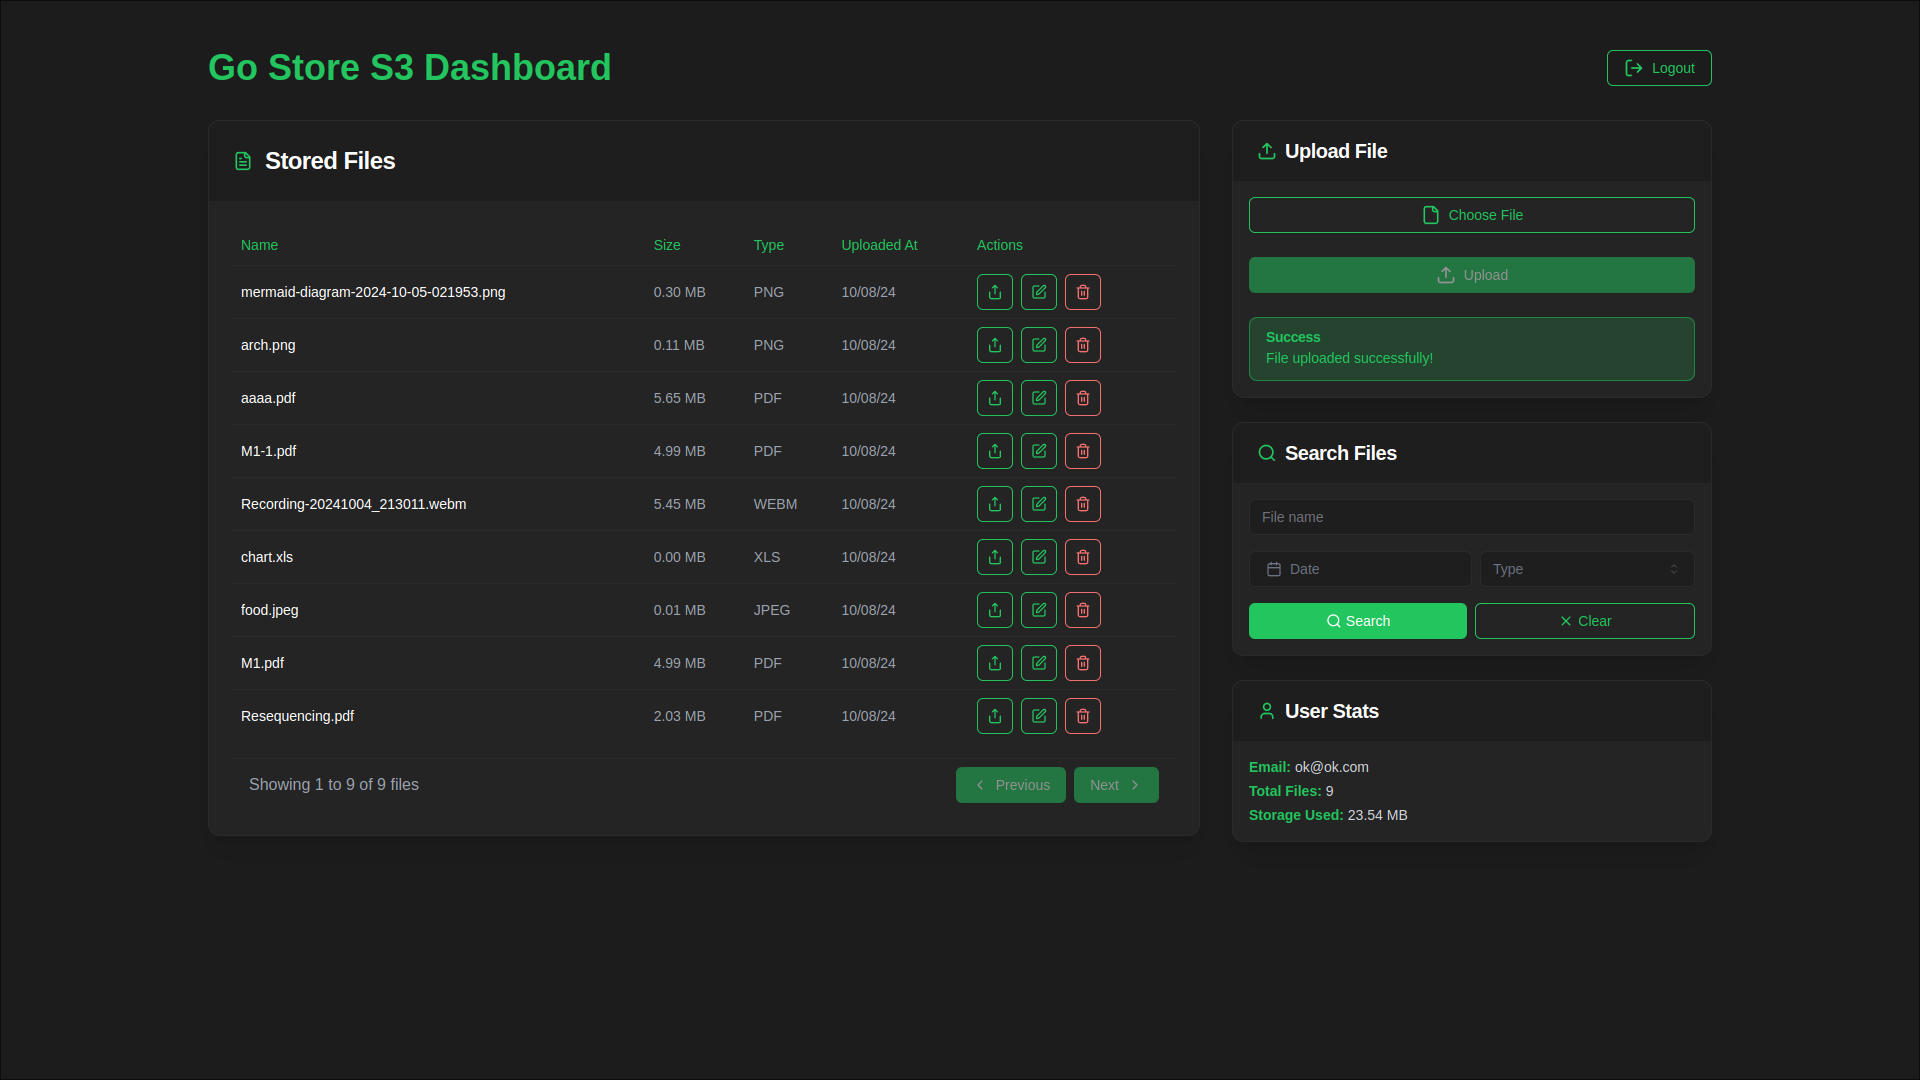 Go Store S3 Dashboard
Logout
Stored Files
Name Size Type Uploaded At Actions
mermaid-diagram-2024-10-05-021953.png 0.30 MB PNG 10/08/24
arch.png 0.11 MB PNG 10/08/24
aaaa.pdf 5.65 MB PDF 10/08/24
M1-1.pdf 4.99 MB PDF 10/08/24
Recording-20241004_213011.webm 5.45 MB WEBM 10/08/24
chart.xls 0.00 MB XLS 10/08/24
food.jpeg 0.01 MB JPEG 10/08/24
M1.pdf 4.99 MB PDF 10/08/24
Resequencing.pdf 2.03 MB PDF 10/08/24
Showing 1 to 9 of 9 files
Previous Next
Upload File
Choose File
Upload
Success
File uploaded successfully!
Search Files
File name
Date Type
Search Clear
User Stats
Email: ok@ok.com
Total Files: 9
Storage Used: 23.54 MB